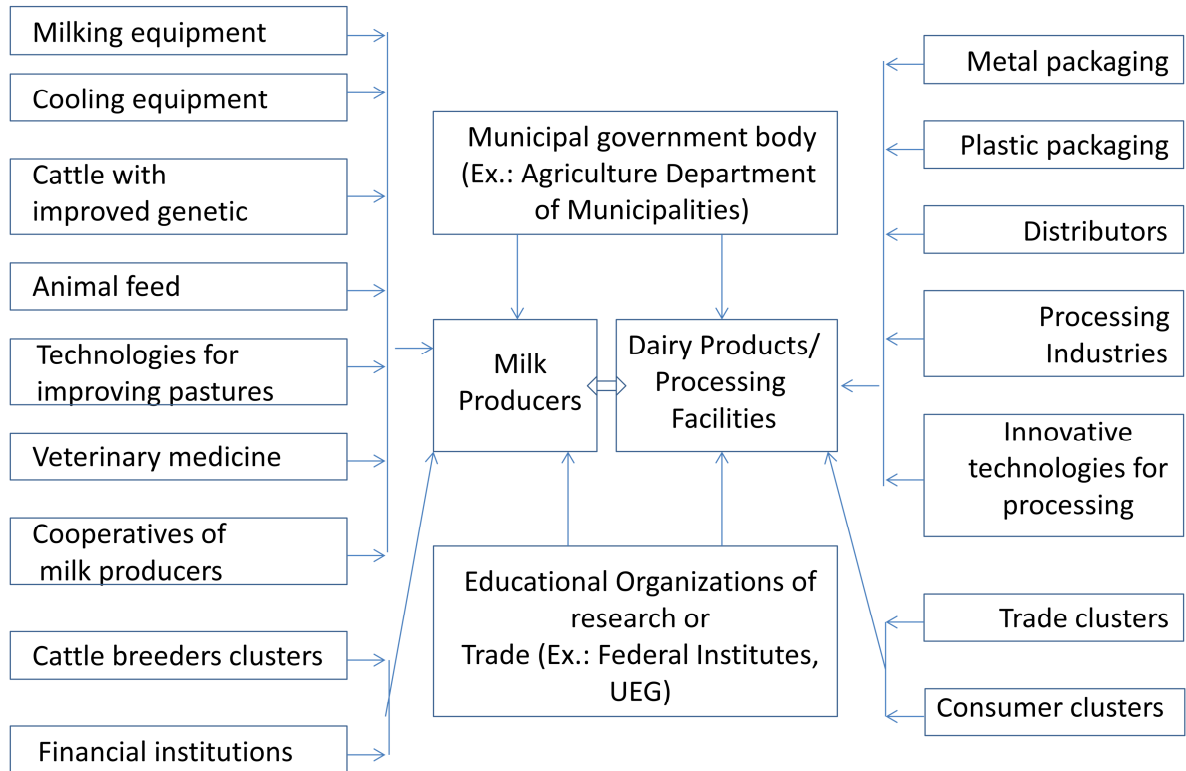 Milking equipment
Cooling equipment
Cattle with
improved genetic
Animal feed
Technologies for
improving pastures
Veterinary medicine
Cooperatives of
milk producers
Cattle breeders clusters
Financial institutions
Municipal government body
(Ex.: Agriculture Department
of Municipalities)
Milk
Producers
Dairy Products/
Processing
Facilities
Educational Organizations of
research or
Trade (Ex.: Federal Institutes,
UEG)
Metal packaging
Plastic packaging
Distributors
Processing
Industries
Innovative
technologies for
processing
Trade clusters
Consumer clusters